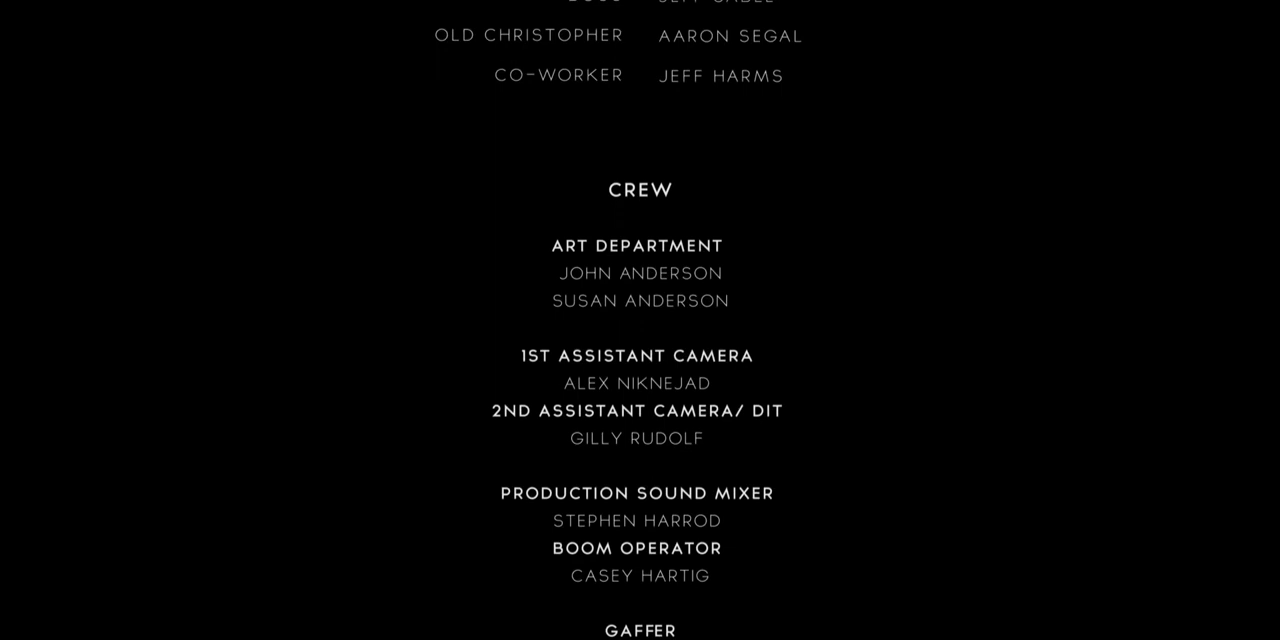 OLD CHRISTOPHER AARON SEGAL
CO-WORKER JEFF HARMS
CREW
ART DEPARTMENT
JOHN ANDERSON
SUSAN ANDERSON
1ST ASSISTANT CAMERA
ALEX NIKNEJAD
2ND ASSISTANT CAMERA/ DIT
GILLY RUDOLF
PRODUCTION SOUND MIXER
STEPHEN HARROD
BOOM OPERATOR
CASEY HARTIG
GAFFER